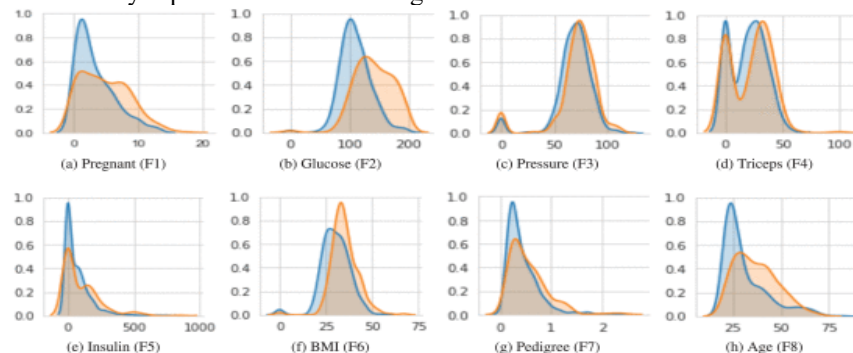 1.0 1.0 1.0 1.0
0.8 0.8 0.8 0.8
0.6 0.6 0.6 0.6
0.4 0.4 0.4 0.4
0.2 0.2 0.2 0.2
0.0 0.0 0.0 0.0
0 10 20 0 100 200 0 50 100 0 50 100
(a) Pregnant (F1) (b) Glucose (F2) (c) Pressure (F3) (d) Triceps (F4)
1.0 1.0 1.0 1.0
0.8 0.8 0.8 0.8
0.6 0.6 0.6 0.6
0.4 0.4 0.4 0.4
0.2 0.2 0.2 0.2
0.0 0.0 0.0 0.0
0 500 1000 0 25 50 75 0 1 2 25 50 75
(e) Insulin (F5) (f) BMI (F6) (g) Pedigree (F7) (h) Age (F8)